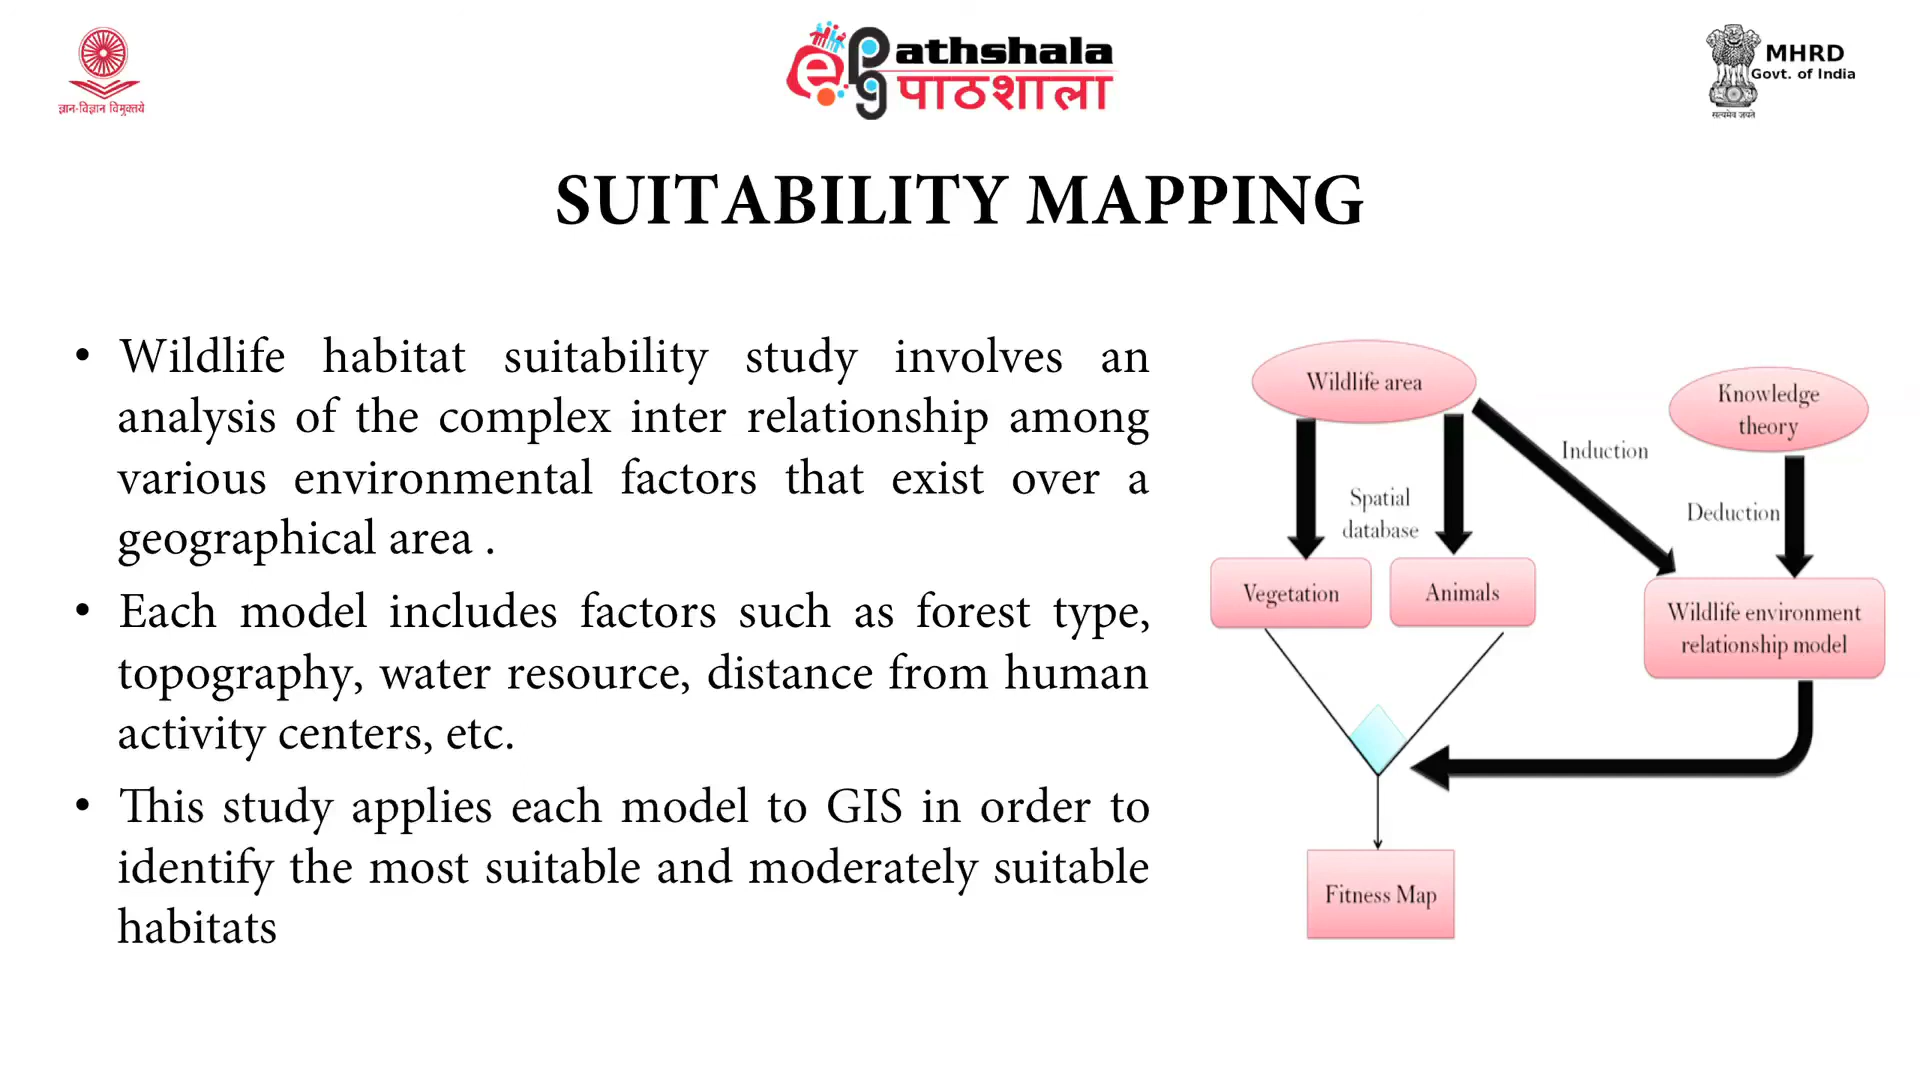 ज्ञान-विज्ञान विमुक्तये
ePG Pathshala
पाठशाला
MHRD
Govt. of India
सत्यमेव जयते
SUITABILITY MAPPING
• Wildlife habitat suitability study involves an
analysis of the complex inter relationship among
various environmental factors that exist over a
geographical area .
• Each model includes factors such as forest type,
topography, water resource, distance from human
activity centers, etc.
• This study applies each model to GIS in order to
identify the most suitable and moderately suitable
habitats
Wildlife area
Knowledge
theory
Induction
Spatial
database
Deduction
Vegetation
Animals
Wildlife environment
relationship model
Fitness Map